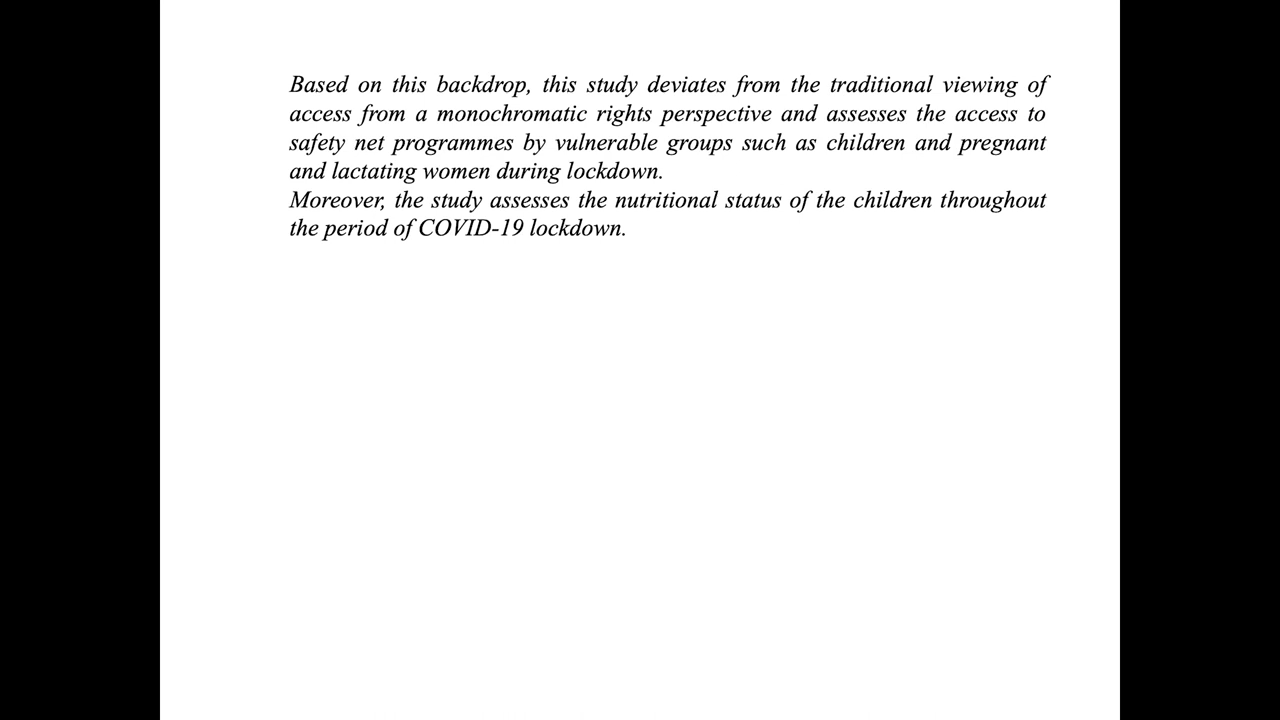 Based on this backdrop, this study deviates from the traditional viewing of
access from a monochromatic rights perspective and assesses the access to
safety net programmes by vulnerable groups such as children and pregnant
and lactating women during lockdown.
Moreover, the study assesses the nutritional status of the children throughout
the period of COVID-19 lockdown.